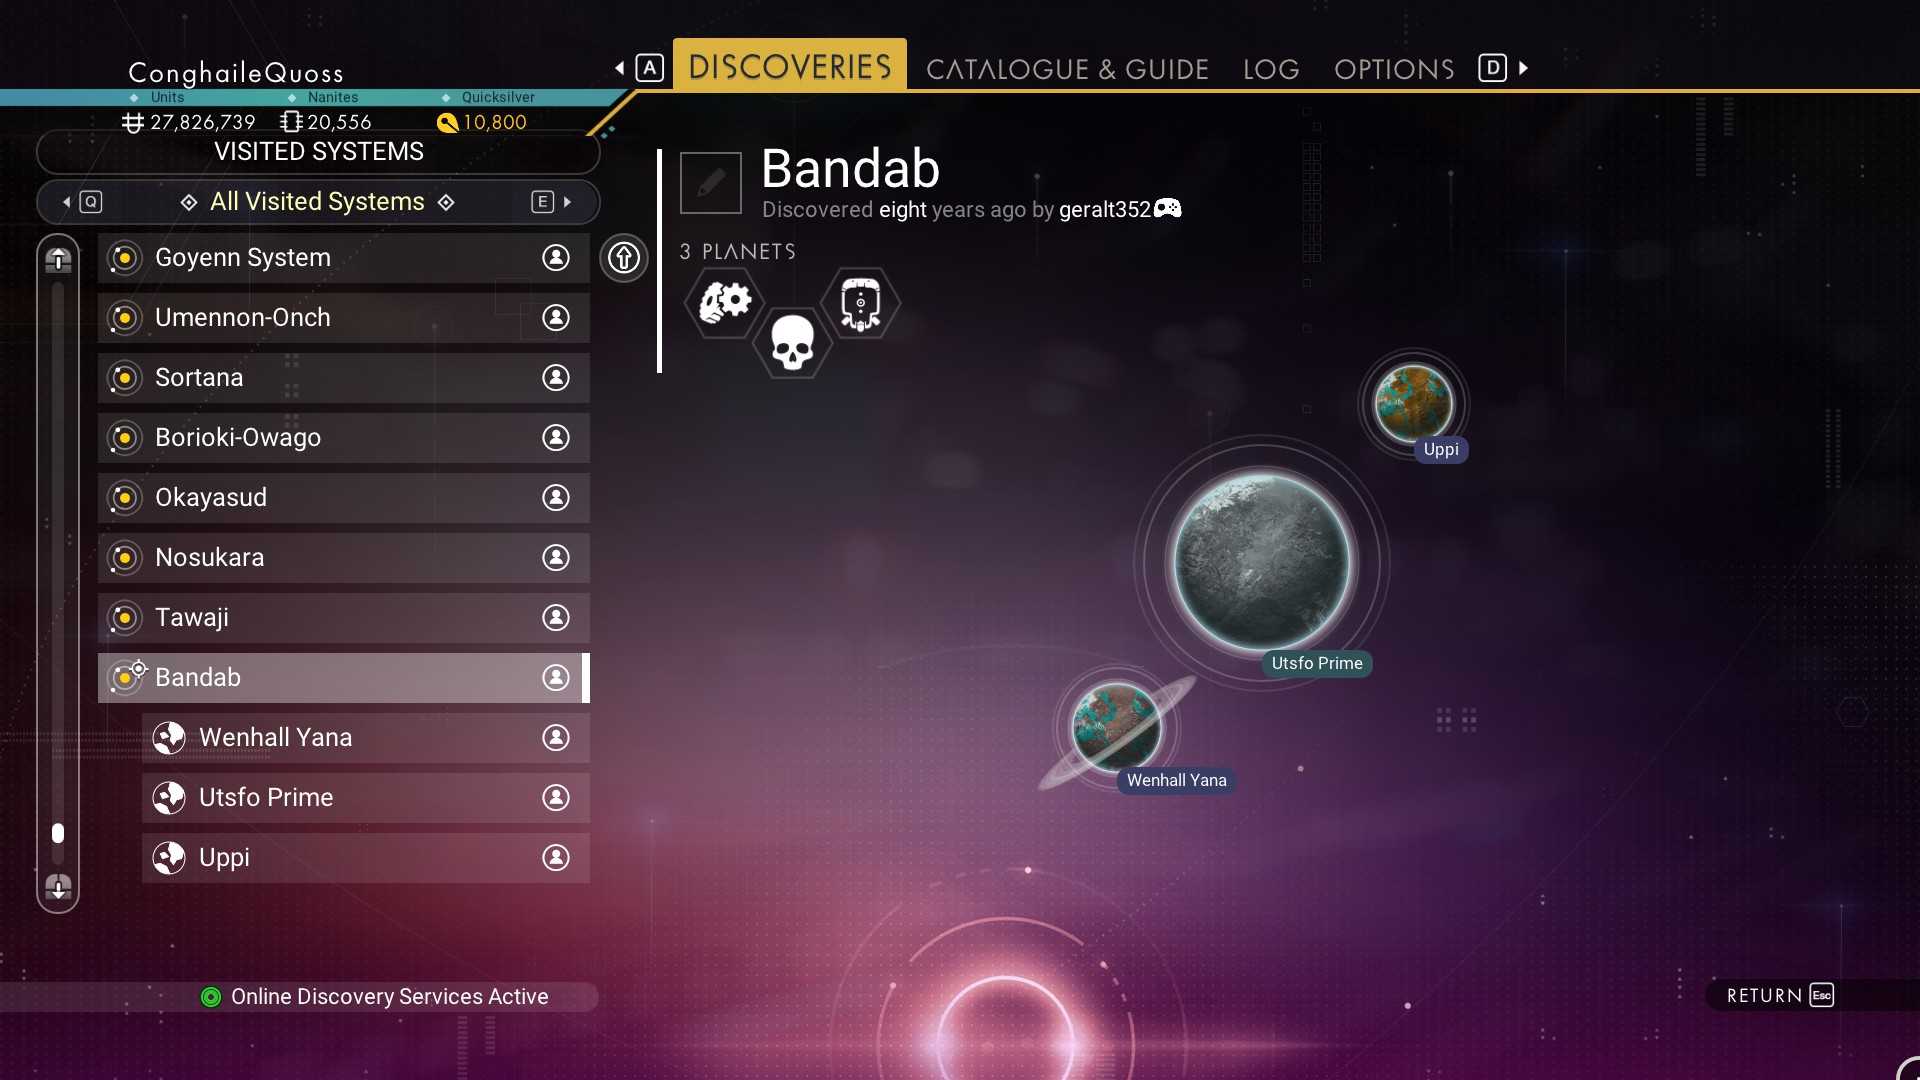 ConghaileQuoss
Units Nanites Quicksilver
27,826,739 20,556 10,800
A DISCOVERIES CATALOGUE & GUIDE LOG OPTIONS D
VISITED SYSTEMS
Q All Visited Systems E
Goyenn System
Umennon-Onch
Sortana
Borioki-Owago
Okayasud
Nosukara
Tawaji
Bandab
Wenhall Yana
Utsfo Prime
Uppi
Online Discovery Services Active
Bandab
Discovered eight years ago by geralt352
3 PLANETS
Uppi
Utsfo Prime
Wenhall Yana
RETURN Esc